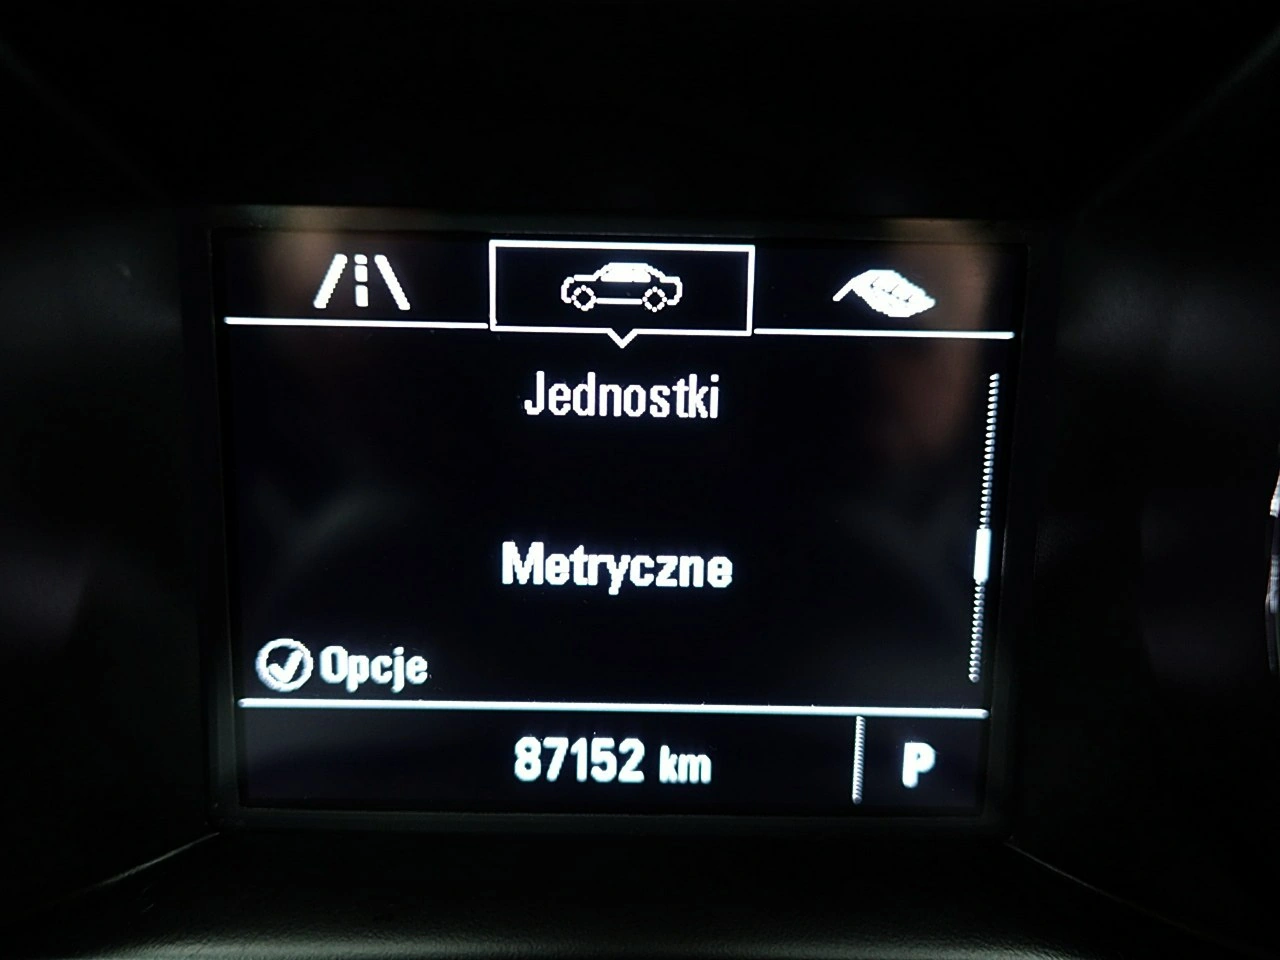 Jednostki
Metryczne
Opcje
87152 km P